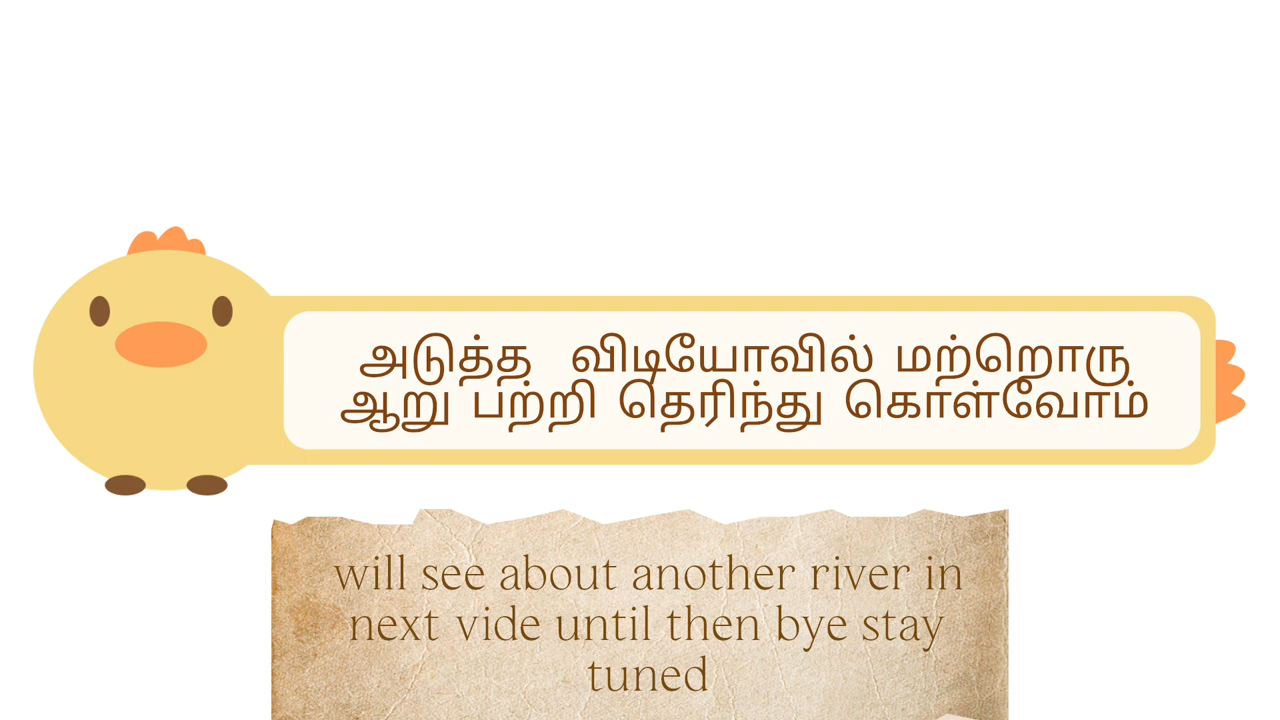 அடுத்த விடியோவில் மற்றொரு
ஆறு பற்றி தெரிந்து கொள்வோம்
will see about another river in
next vide until then bye stay
tuned